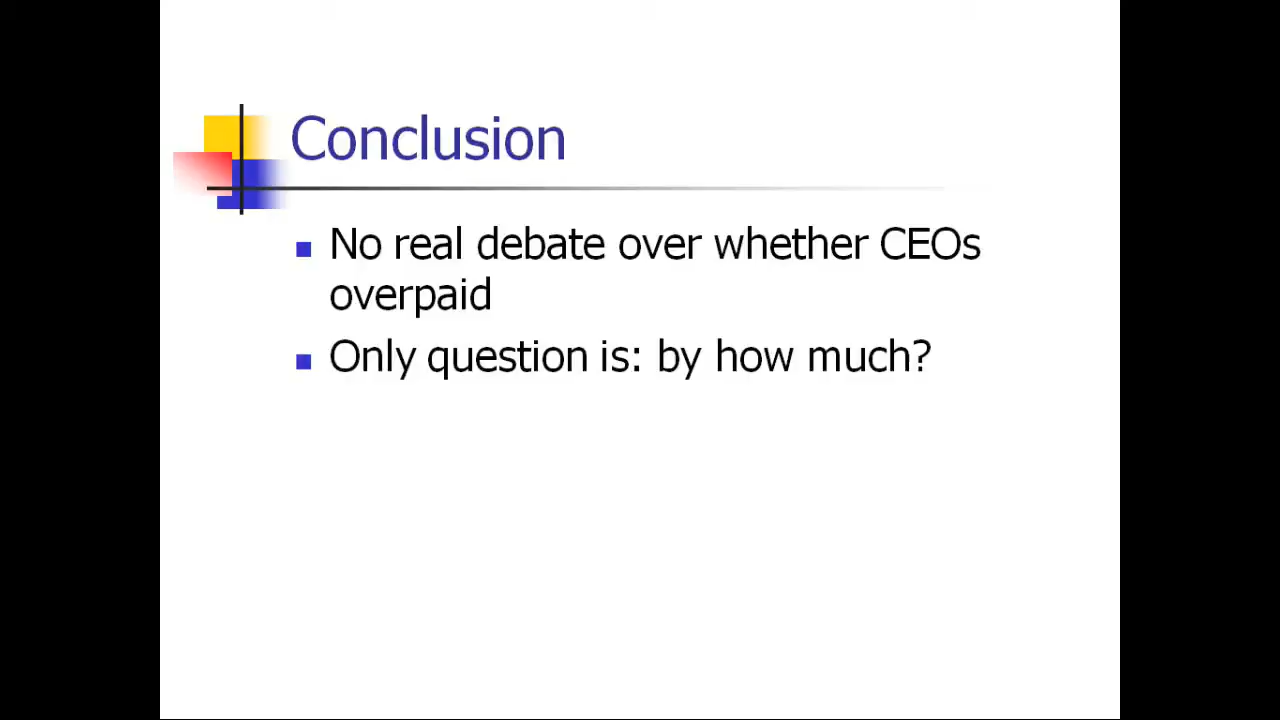 Conclusion
No real debate over whether CEOs
overpaid
Only question is: by how much?